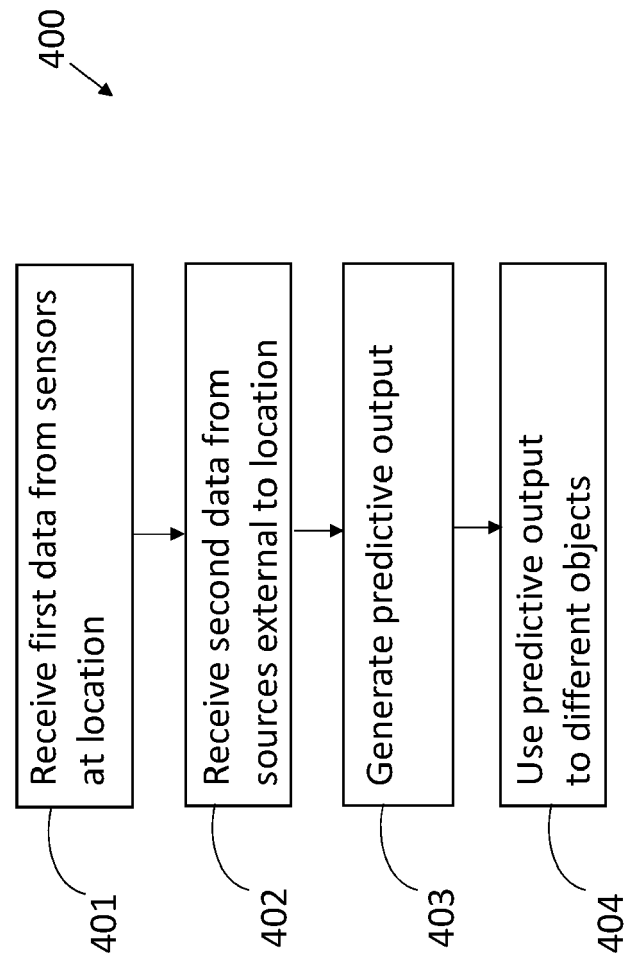 400
401
Receive first data from sensors
at location
402
Receive second data from
sources external to location
403
Generate predictive output
404
Use predictive output
to different objects